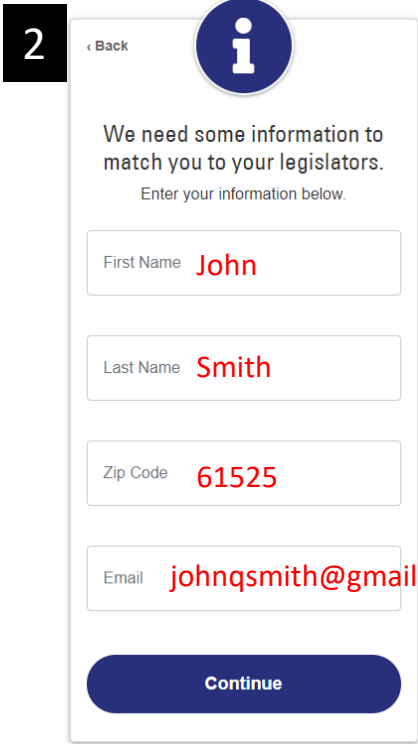 2
‹ Back
i
We need some information to
match you to your legislators.
Enter your information below.
First Name John
Last Name Smith
Zip Code 61525
Email johnqsmith@gmail
Continue